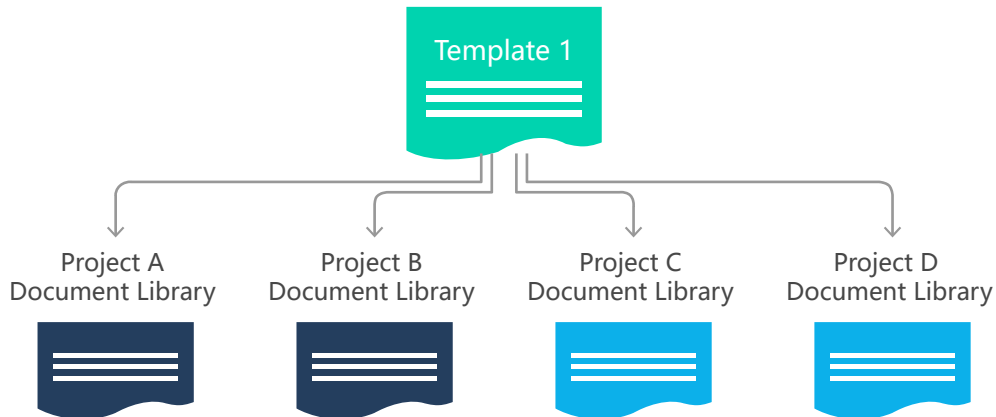 Template 1
Project A
Document Library
Project B
Document Library
Project C
Document Library
Project D
Document Library